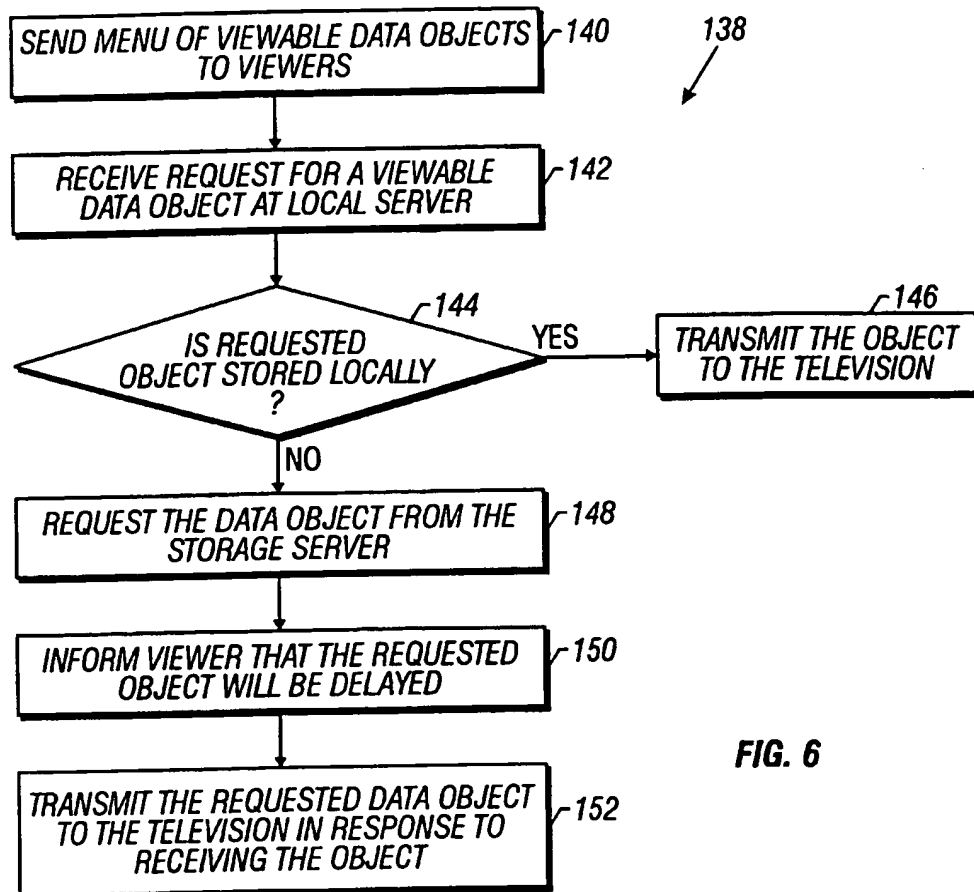 SEND MENU OF VIEWABLE DATA OBJECTS
TO VIEWERS
140
138
RECEIVE REQUEST FOR A VIEWABLE
DATA OBJECT AT LOCAL SERVER
142
144
IS REQUESTED
OBJECT STORED LOCALLY
?
YES
146
TRANSMIT THE OBJECT
TO THE TELEVISION
NO
REQUEST THE DATA OBJECT FROM THE
STORAGE SERVER
148
INFORM VIEWER THAT THE REQUESTED
OBJECT WILL BE DELAYED
150
FIG. 6
TRANSMIT THE REQUESTED DATA OBJECT
TO THE TELEVISION IN RESPONSE TO
RECEIVING THE OBJECT
152